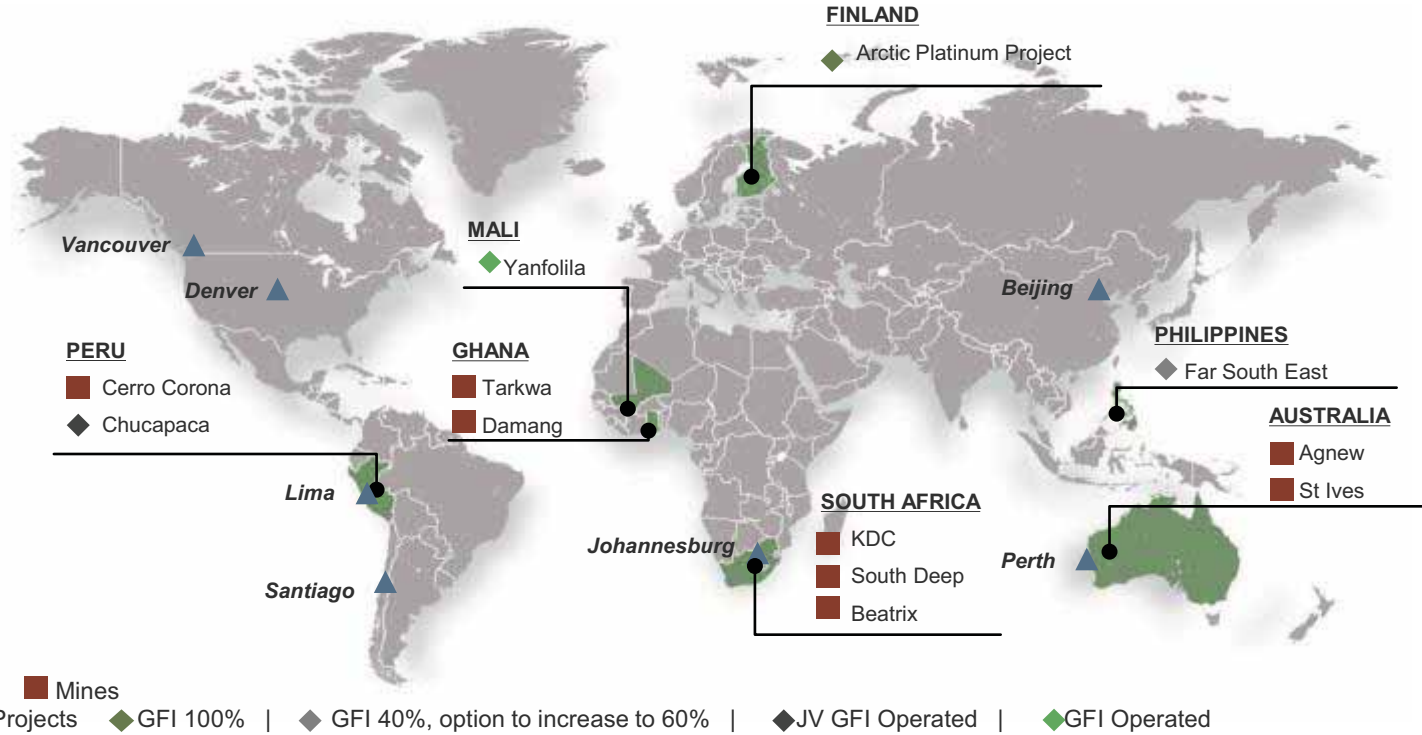 FINLAND
Arctic Platinum Project
MALI
Yanfolila
Vancouver
Denver
Beijing
PERU
Cerro Corona
Chucapaca
GHANA
Tarkwa
Damang
PHILIPPINES
Far South East
AUSTRALIA
Agnew
St Ives
Lima
Santiago
Johannesburg
SOUTH AFRICA
KDC
South Deep
Beatrix
Perth
Mines
Projects GFI 100% | GFI 40%, option to increase to 60% | JV GFI Operated | GFI Operated